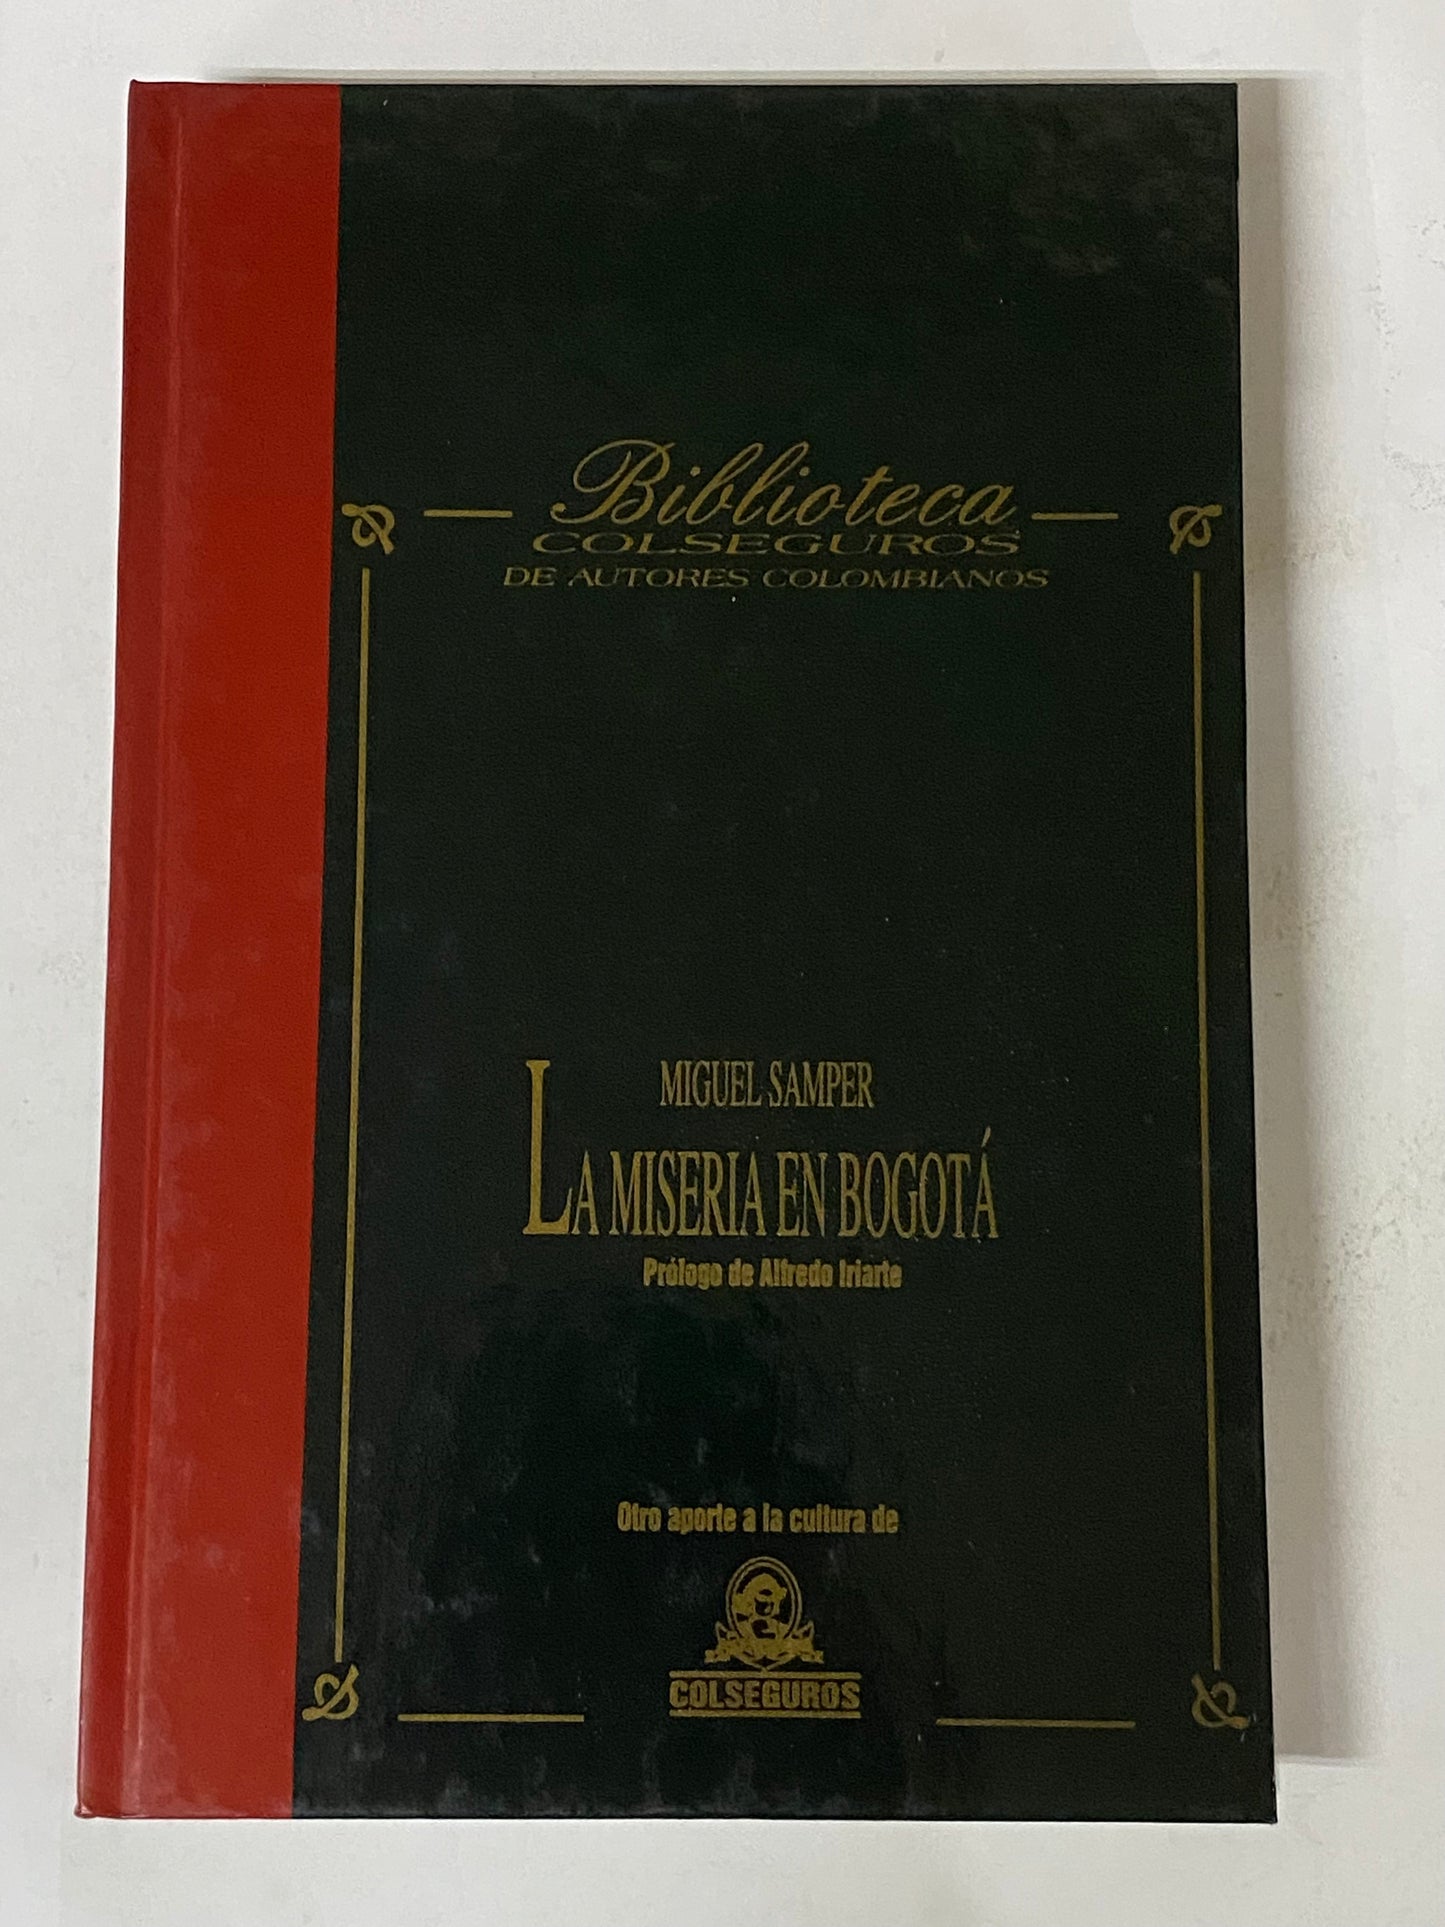 Biblioteca
COLSEGUROS
DE AUTORES COLOMBIANOS
MIGUEL SAMPER
LA MISERIA EN BOGOTÁ
Prólogo de Alfredo Iriarte
Otro aporte a la cultura de
COLSEGUROS